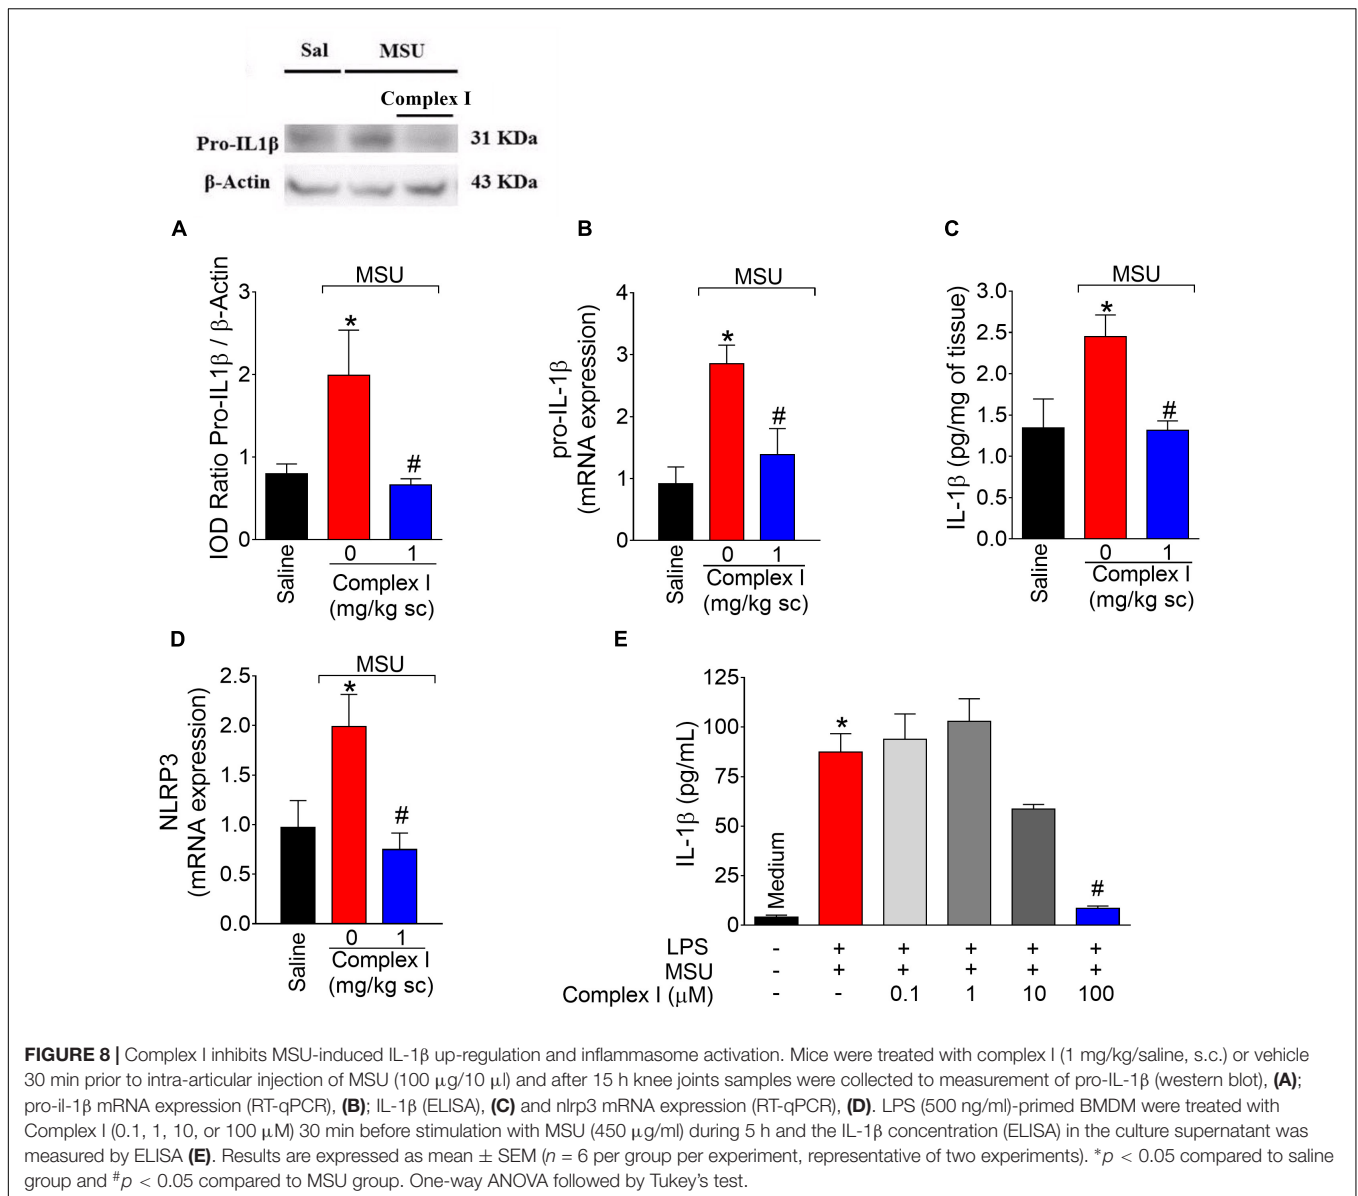 Sal MSU
Complex I
Pro-IL1β 31 KDa
β-Actin 43 KDa
A
MSU
IOD Ratio Pro-IL1β / β-Actin
3
2
1
0
*
#
Saline
0 1
Complex I
(mg/kg sc)
B
MSU
pro-IL-1β
(mRNA expression)
4
3
2
1
0
*
#
Saline
0 1
Complex I
(mg/kg sc)
C
MSU
IL-1β (pg/mg of tissue)
3.0
2.5
2.0
1.5
1.0
0.5
0.0
*
#
Saline
0 1
Complex I
(mg/kg sc)
D
MSU
NLRP3
(mRNA expression)
2.5
2.0
1.5
1.0
0.5
0.0
*
#
Saline
0 1
Complex I
(mg/kg sc)
E
IL-1β (pg/mL)
125
100
75
50
25
0
Medium
*
#
LPS - + + + + +
MSU - + + + + +
Complex I (μM) - - 0.1 1 10 100
FIGURE 8 | Complex I inhibits MSU-induced IL-1β up-regulation and inflammasome activation. Mice were treated with complex I (1 mg/kg/saline, s.c.) or vehicle
30 min prior to intra-articular injection of MSU (100 μg/10 μl) and after 15 h knee joints samples were collected to measurement of pro-IL-1β (western blot), (A);
pro-il-1β mRNA expression (RT-qPCR), (B); IL-1β (ELISA), (C) and nlrp3 mRNA expression (RT-qPCR), (D). LPS (500 ng/ml)-primed BMDM were treated with
Complex I (0.1, 1, 10, or 100 μM) 30 min before stimulation with MSU (450 μg/ml) during 5 h and the IL-1β concentration (ELISA) in the culture supernatant was
measured by ELISA (E). Results are expressed as mean ± SEM (n = 6 per group per experiment, representative of two experiments). *p < 0.05 compared to saline
group and #p < 0.05 compared to MSU group. One-way ANOVA followed by Tukey's test.